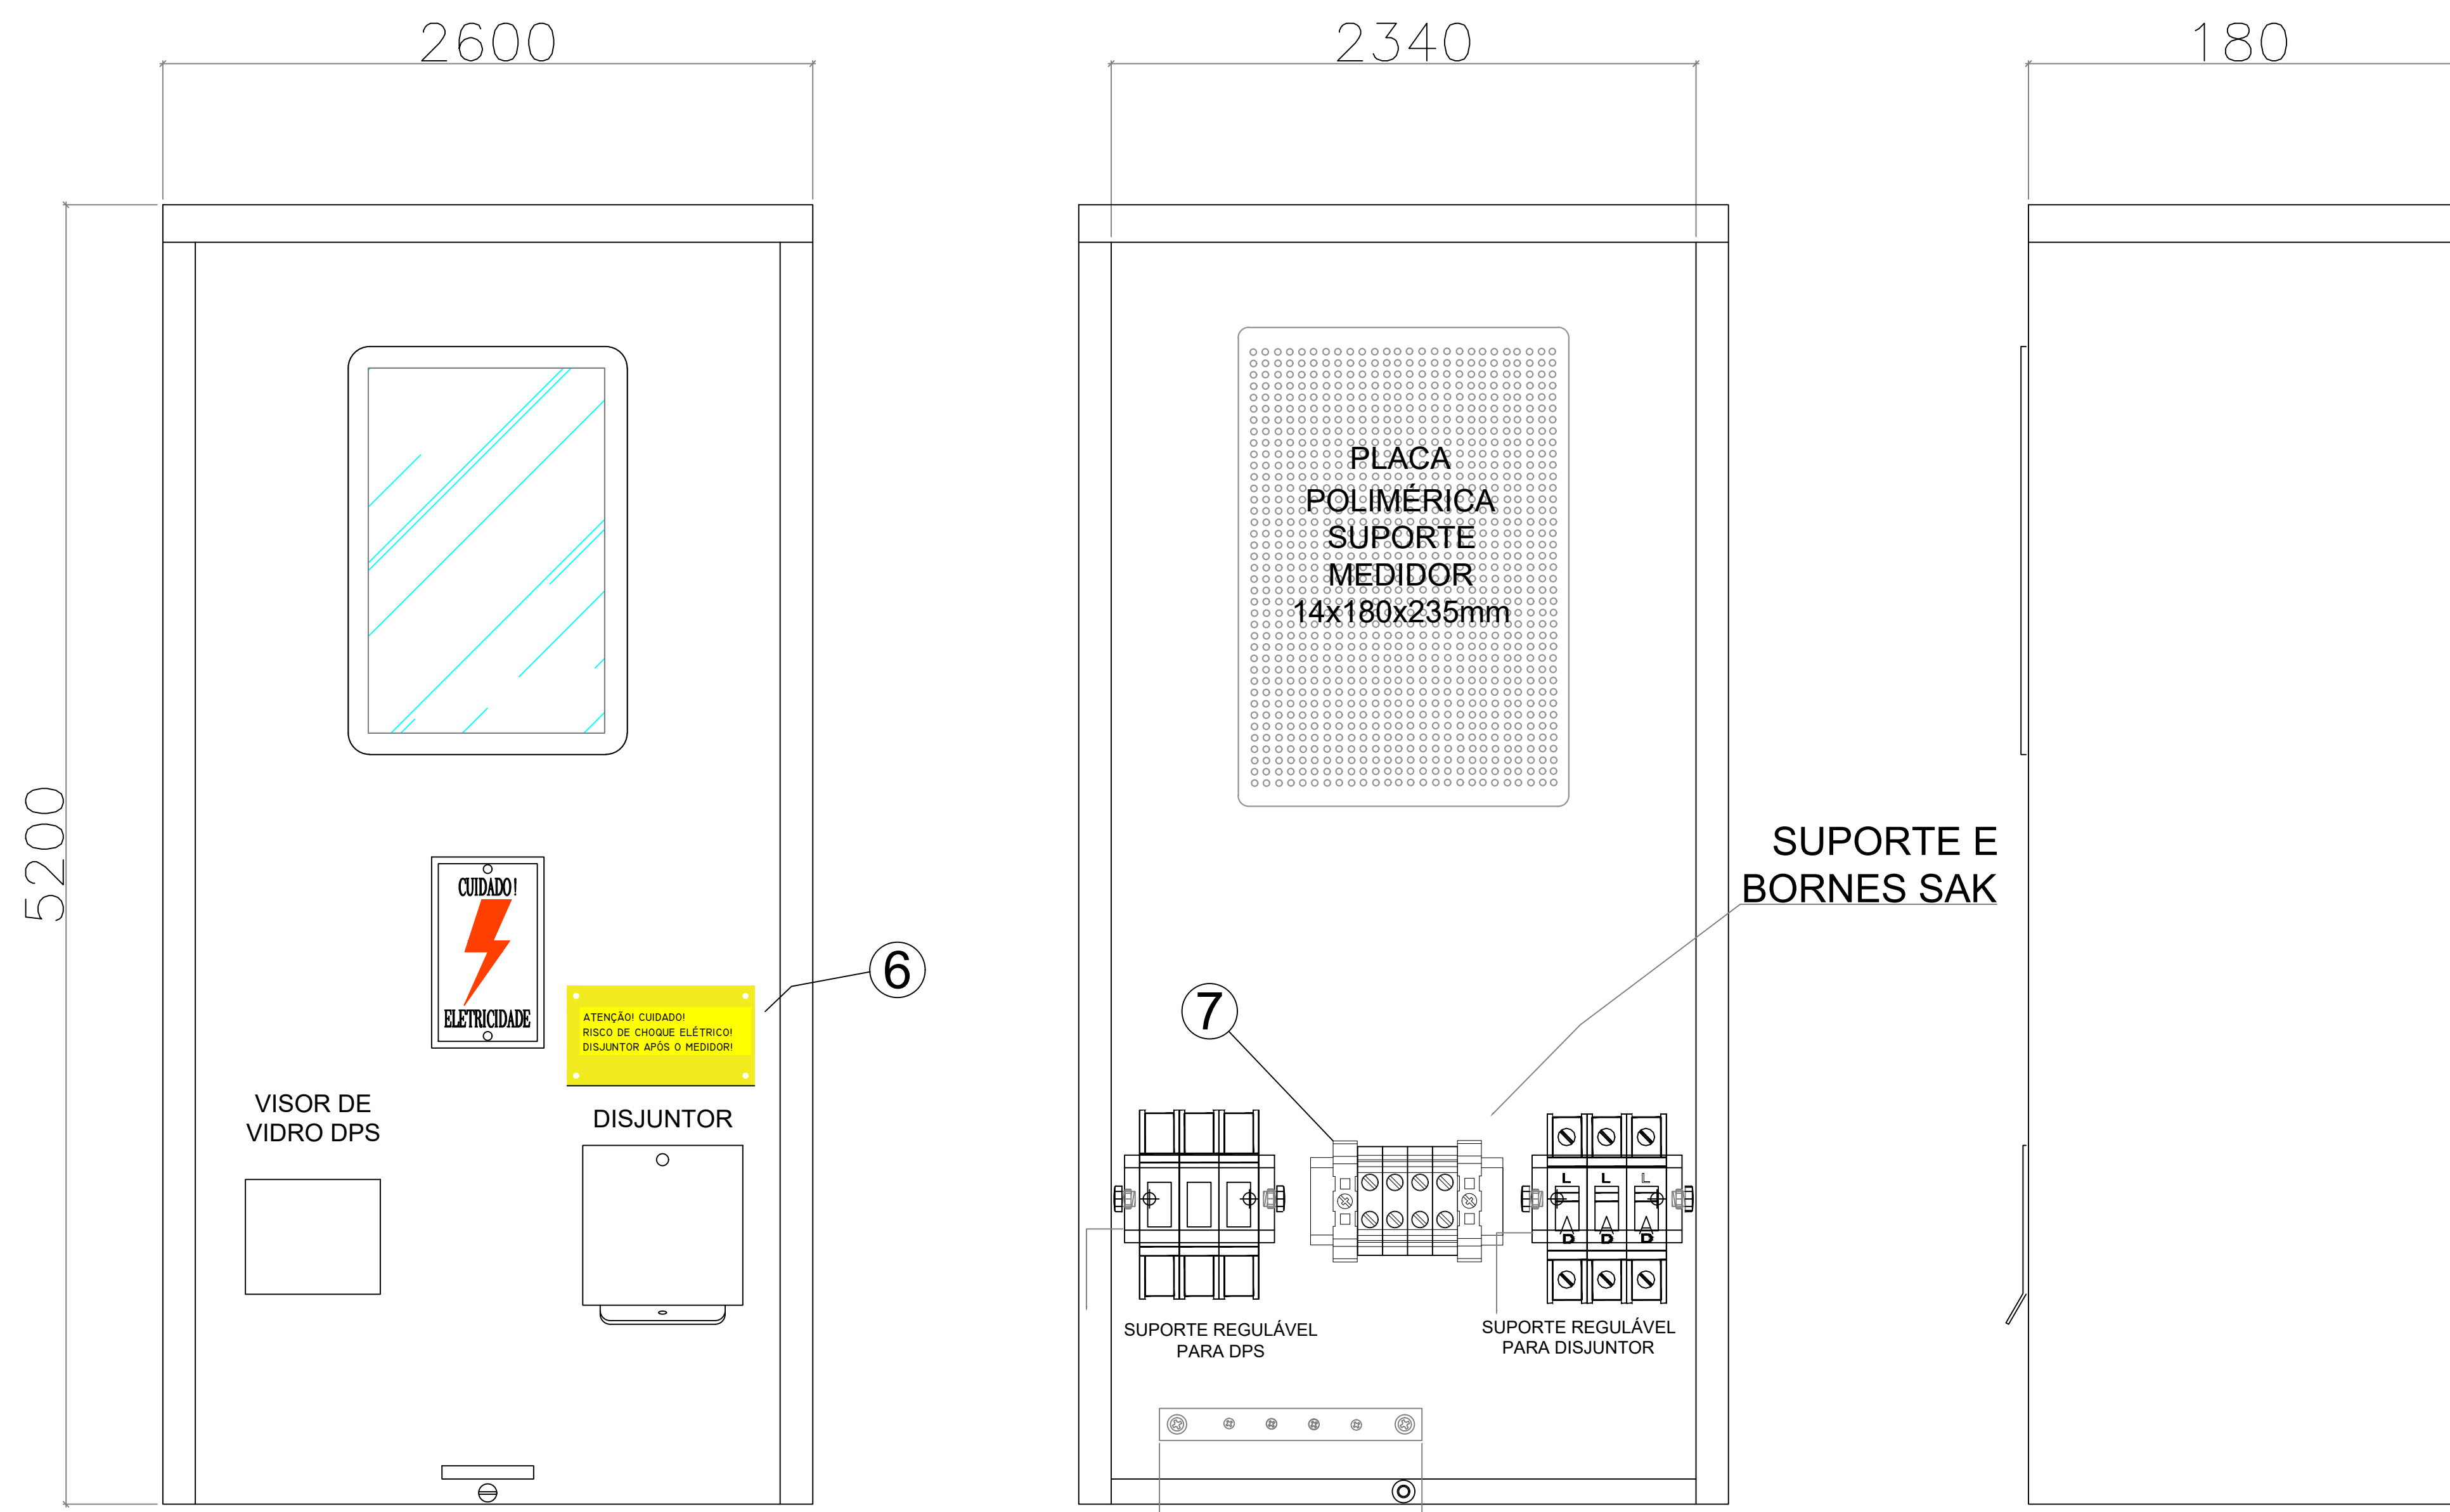 2600
2340
180
5200
PLACA
POLIMÉRICA
SUPORTE
MEDIDOR
14x180x235mm
SUPORTE E
BORNES SAK
CUIDADO!
ELETRICIDADE
6
ATENÇÃO! CUIDADO!
RISCO DE CHOQUE ELÉTRICO!
DISJUNTOR APÓS O MEDIDOR!
7
VISOR DE
VIDRO DPS
DISJUNTOR
L L L
A A A
D D D
SUPORTE REGULÁVEL
PARA DPS
SUPORTE REGULÁVEL
PARA DISJUNTOR